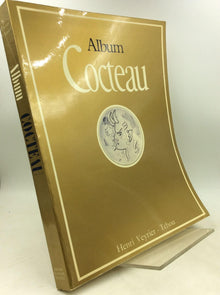 Album
Cocteau
Henri Veyrier - Tchou
Album COCTEAU